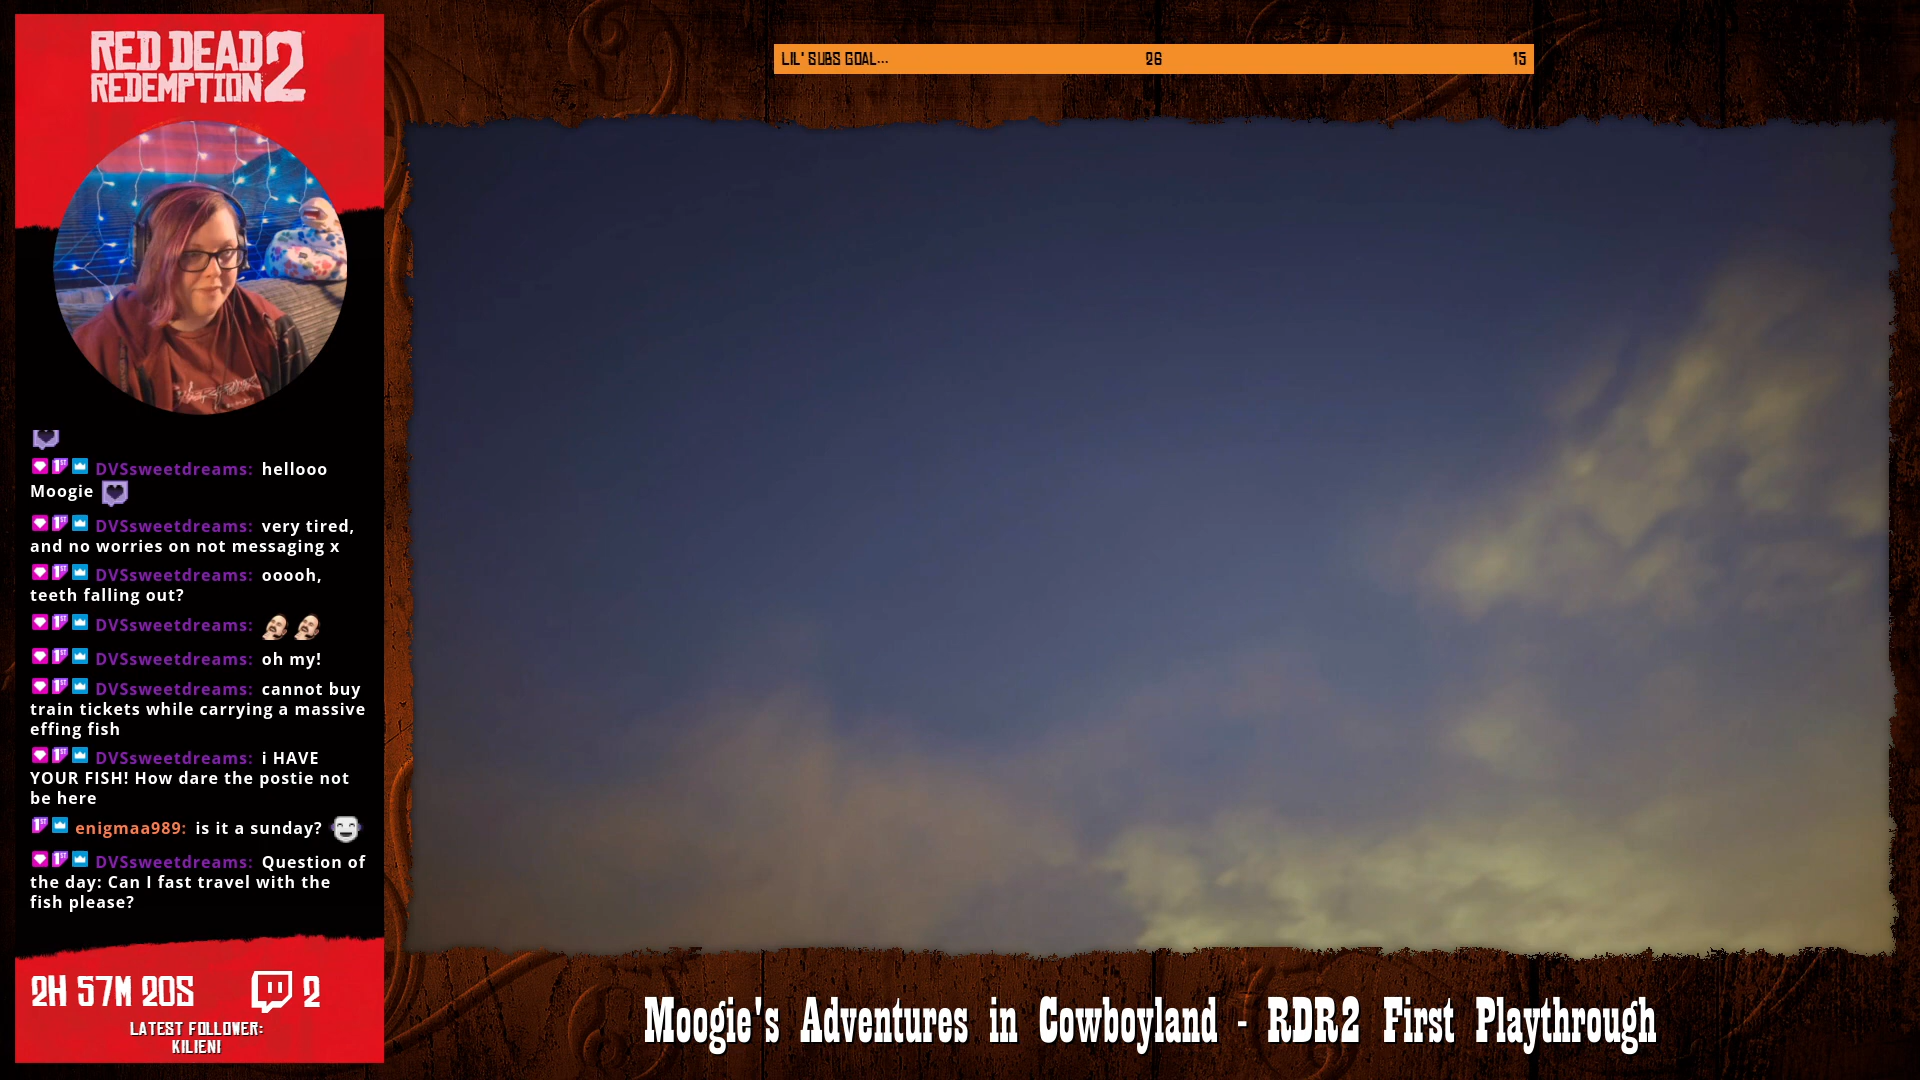 RED DEAD
REDEMPTION 2
LIL' SUBS GOAL... 26 15
DVSsweetdreams: hellooo
Moogie
DVSsweetdreams: very tired,
and no worries on not messaging x
DVSsweetdreams: ooooh,
teeth falling out?
DVSsweetdreams:
DVSsweetdreams: oh my!
DVSsweetdreams: cannot buy
train tickets while carrying a massive
effing fish
DVSsweetdreams: i HAVE
YOUR FISH! How dare the postie not
be here
enigmaa989: is it a sunday?
DVSsweetdreams: Question of
the day: Can I fast travel with the
fish please?
2H 57M 20S 2
LATEST FOLLOWER:
KILIENI
Moogie's Adventures in Cowboyland - RDR2 First Playthrough